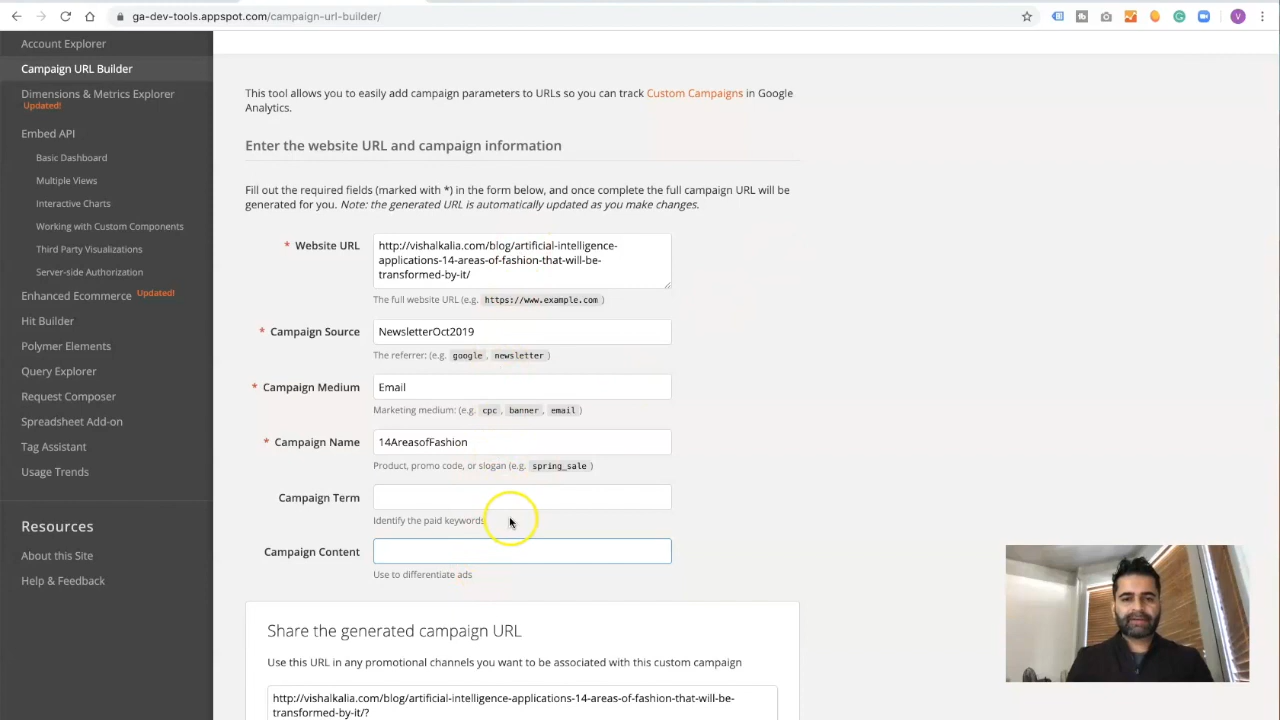 ga-dev-tools.appspot.com/campaign-url-builder/
V
Account Explorer
Campaign URL Builder
Dimensions & Metrics Explorer
Updated!
Embed API
Basic Dashboard
Multiple Views
Interactive Charts
Working with Custom Components
Third Party Visualizations
Server-side Authorization
Enhanced Ecommerce Updated!
Hit Builder
Polymer Elements
Query Explorer
Request Composer
Spreadsheet Add-on
Tag Assistant
Usage Trends
Resources
About this Site
Help & Feedback
This tool allows you to easily add campaign parameters to URLs so you can track Custom Campaigns in Google
Analytics.
Enter the website URL and campaign information
Fill out the required fields (marked with *) in the form below, and once complete the full campaign URL will be
generated for you. Note: the generated URL is automatically updated as you make changes.
* Website URL
http://vishalkalia.com/blog/artificial-intelligence-
applications-14-areas-of-fashion-that-will-be-
transformed-by-it/
The full website URL (e.g. https://www.example.com )
* Campaign Source NewsletterOct2019
The referrer: (e.g. google , newsletter )
* Campaign Medium Email
Marketing medium: (e.g. cpc , banner , email )
* Campaign Name 14AreasofFashion
Product, promo code, or slogan (e.g. spring_sale )
Campaign Term
Identify the paid keywords
Campaign Content
Use to differentiate ads
Share the generated campaign URL
Use this URL in any promotional channels you want to be associated with this custom campaign
http://vishalkalia.com/blog/artificial-intelligence-applications-14-areas-of-fashion-that-will-be-
transformed-by-it/?